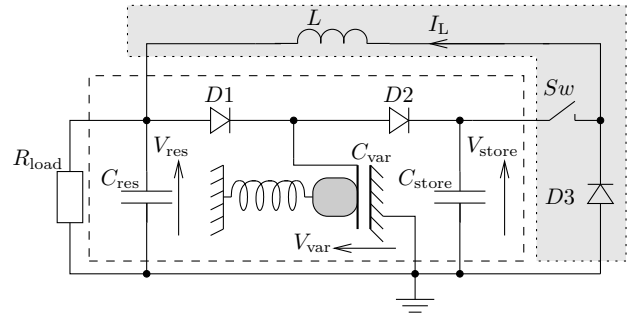 L
I_L
D1
D2
Sw
V_res
C_var
V_store
R_load
C_res
C_store
D3
V_var